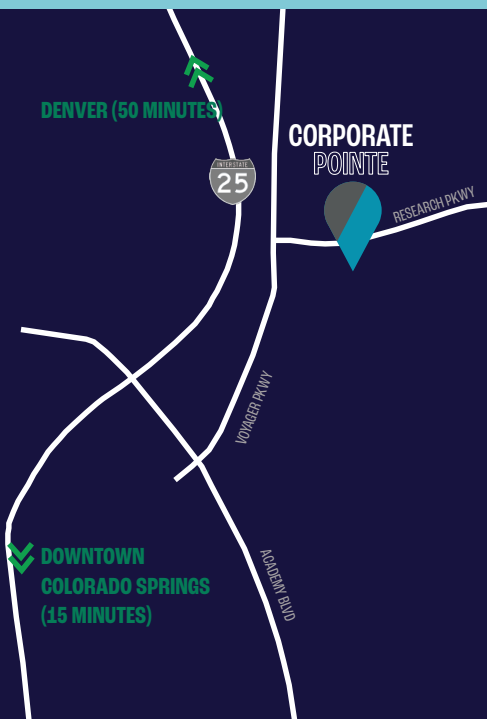 DENVER (50 MINUTES)
CORPORATE
POINTE
INTERSTATE
25
RESEARCH PKWY
VOYAGER PKWY
DOWNTOWN
COLORADO SPRINGS
(15 MINUTES)
ACADEMY BLVD